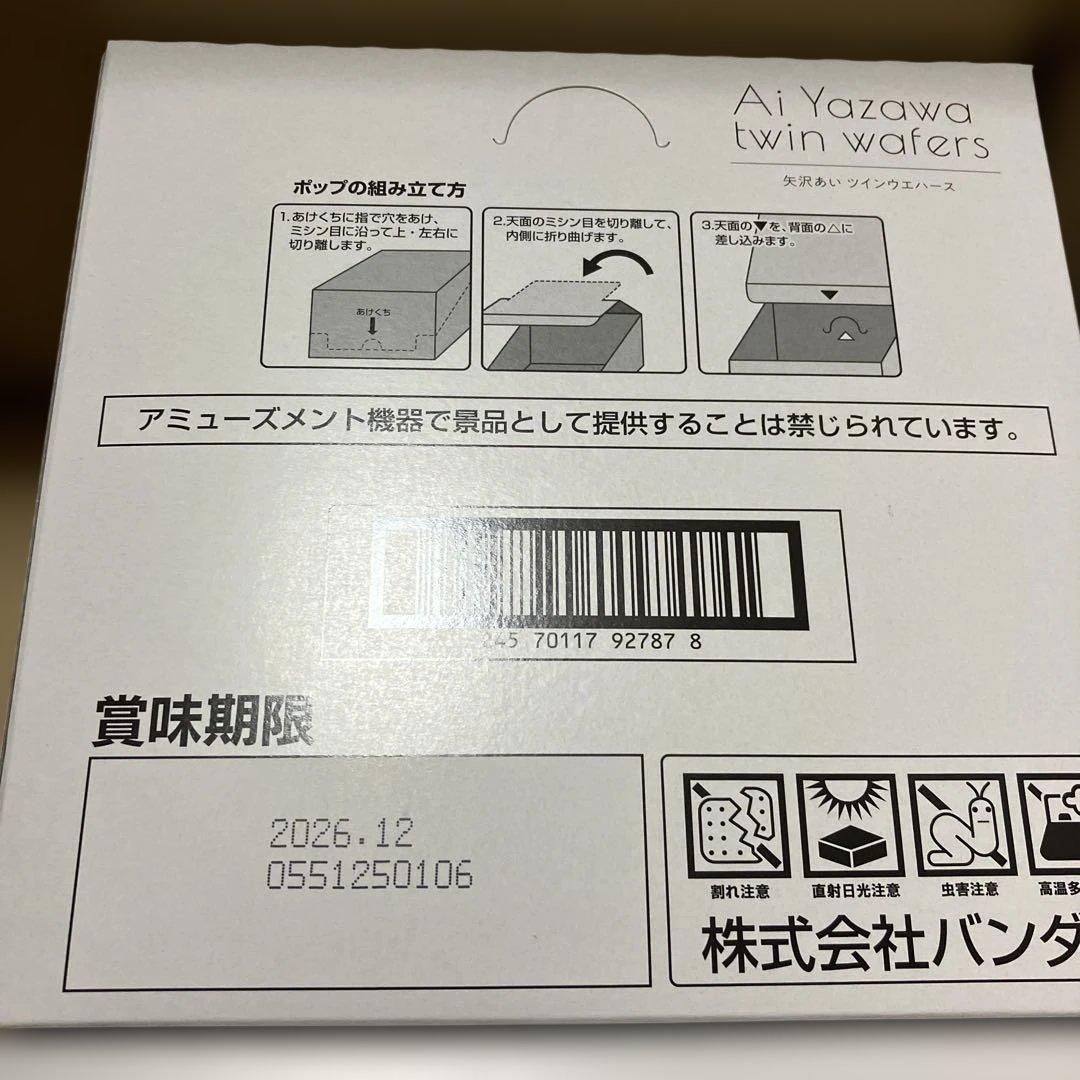 Ai Yazawa
twin wafers
矢沢あい ツインウエハース
ポップの組み立て方
1.あけくちに指で穴をあけ、
ミシン目に沿って上・左右に
切り離します。
あけくち
2.天面のミシン目を切り離して、
内側に折り曲げます。
3.天面の▼を、背面の△に
差し込みます。
アミューズメント機器で景品として提供することは禁じられています。
245 70117 92787 8
賞味期限
2026.12
0551250106
割れ注意
直射日光注意
虫害注意
高温多
株式会社バンダ